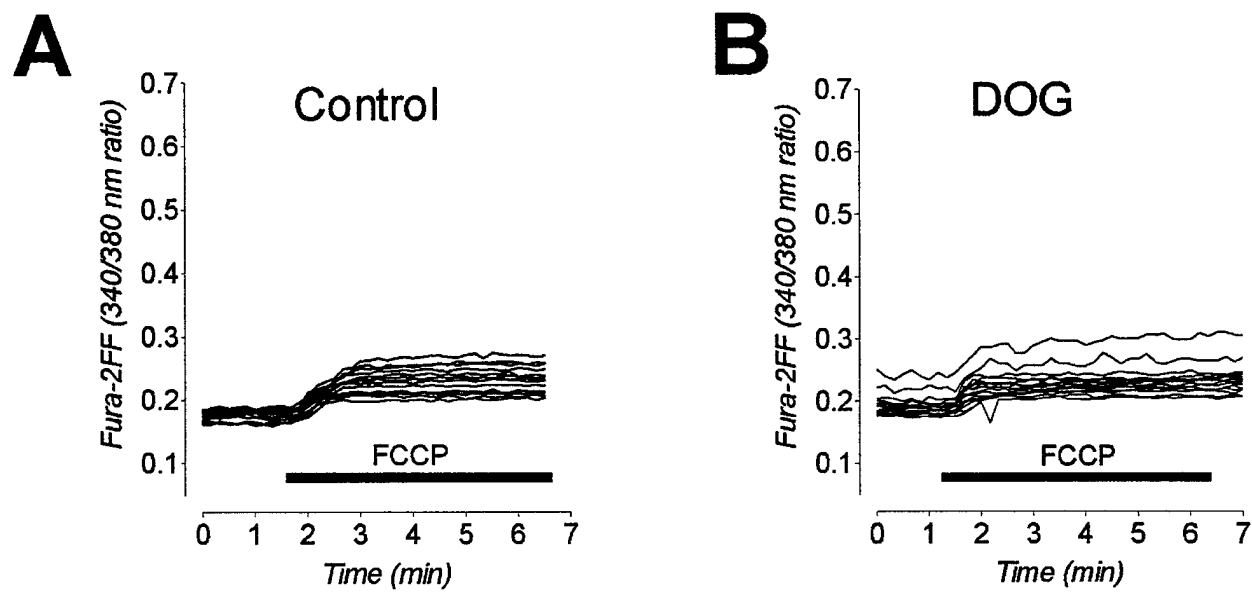 A
Control
Fura-2FF (340/380 nm ratio)
0.7
0.6
0.5
0.4
0.3
0.2
0.1
FCCP
0 1 2 3 4 5 6 7
Time (min)
B
DOG
Fura-2FF (340/380 nm ratio)
0.7
0.6
0.5
0.4
0.3
0.2
0.1
FCCP
0 1 2 3 4 5 6 7
Time (min)